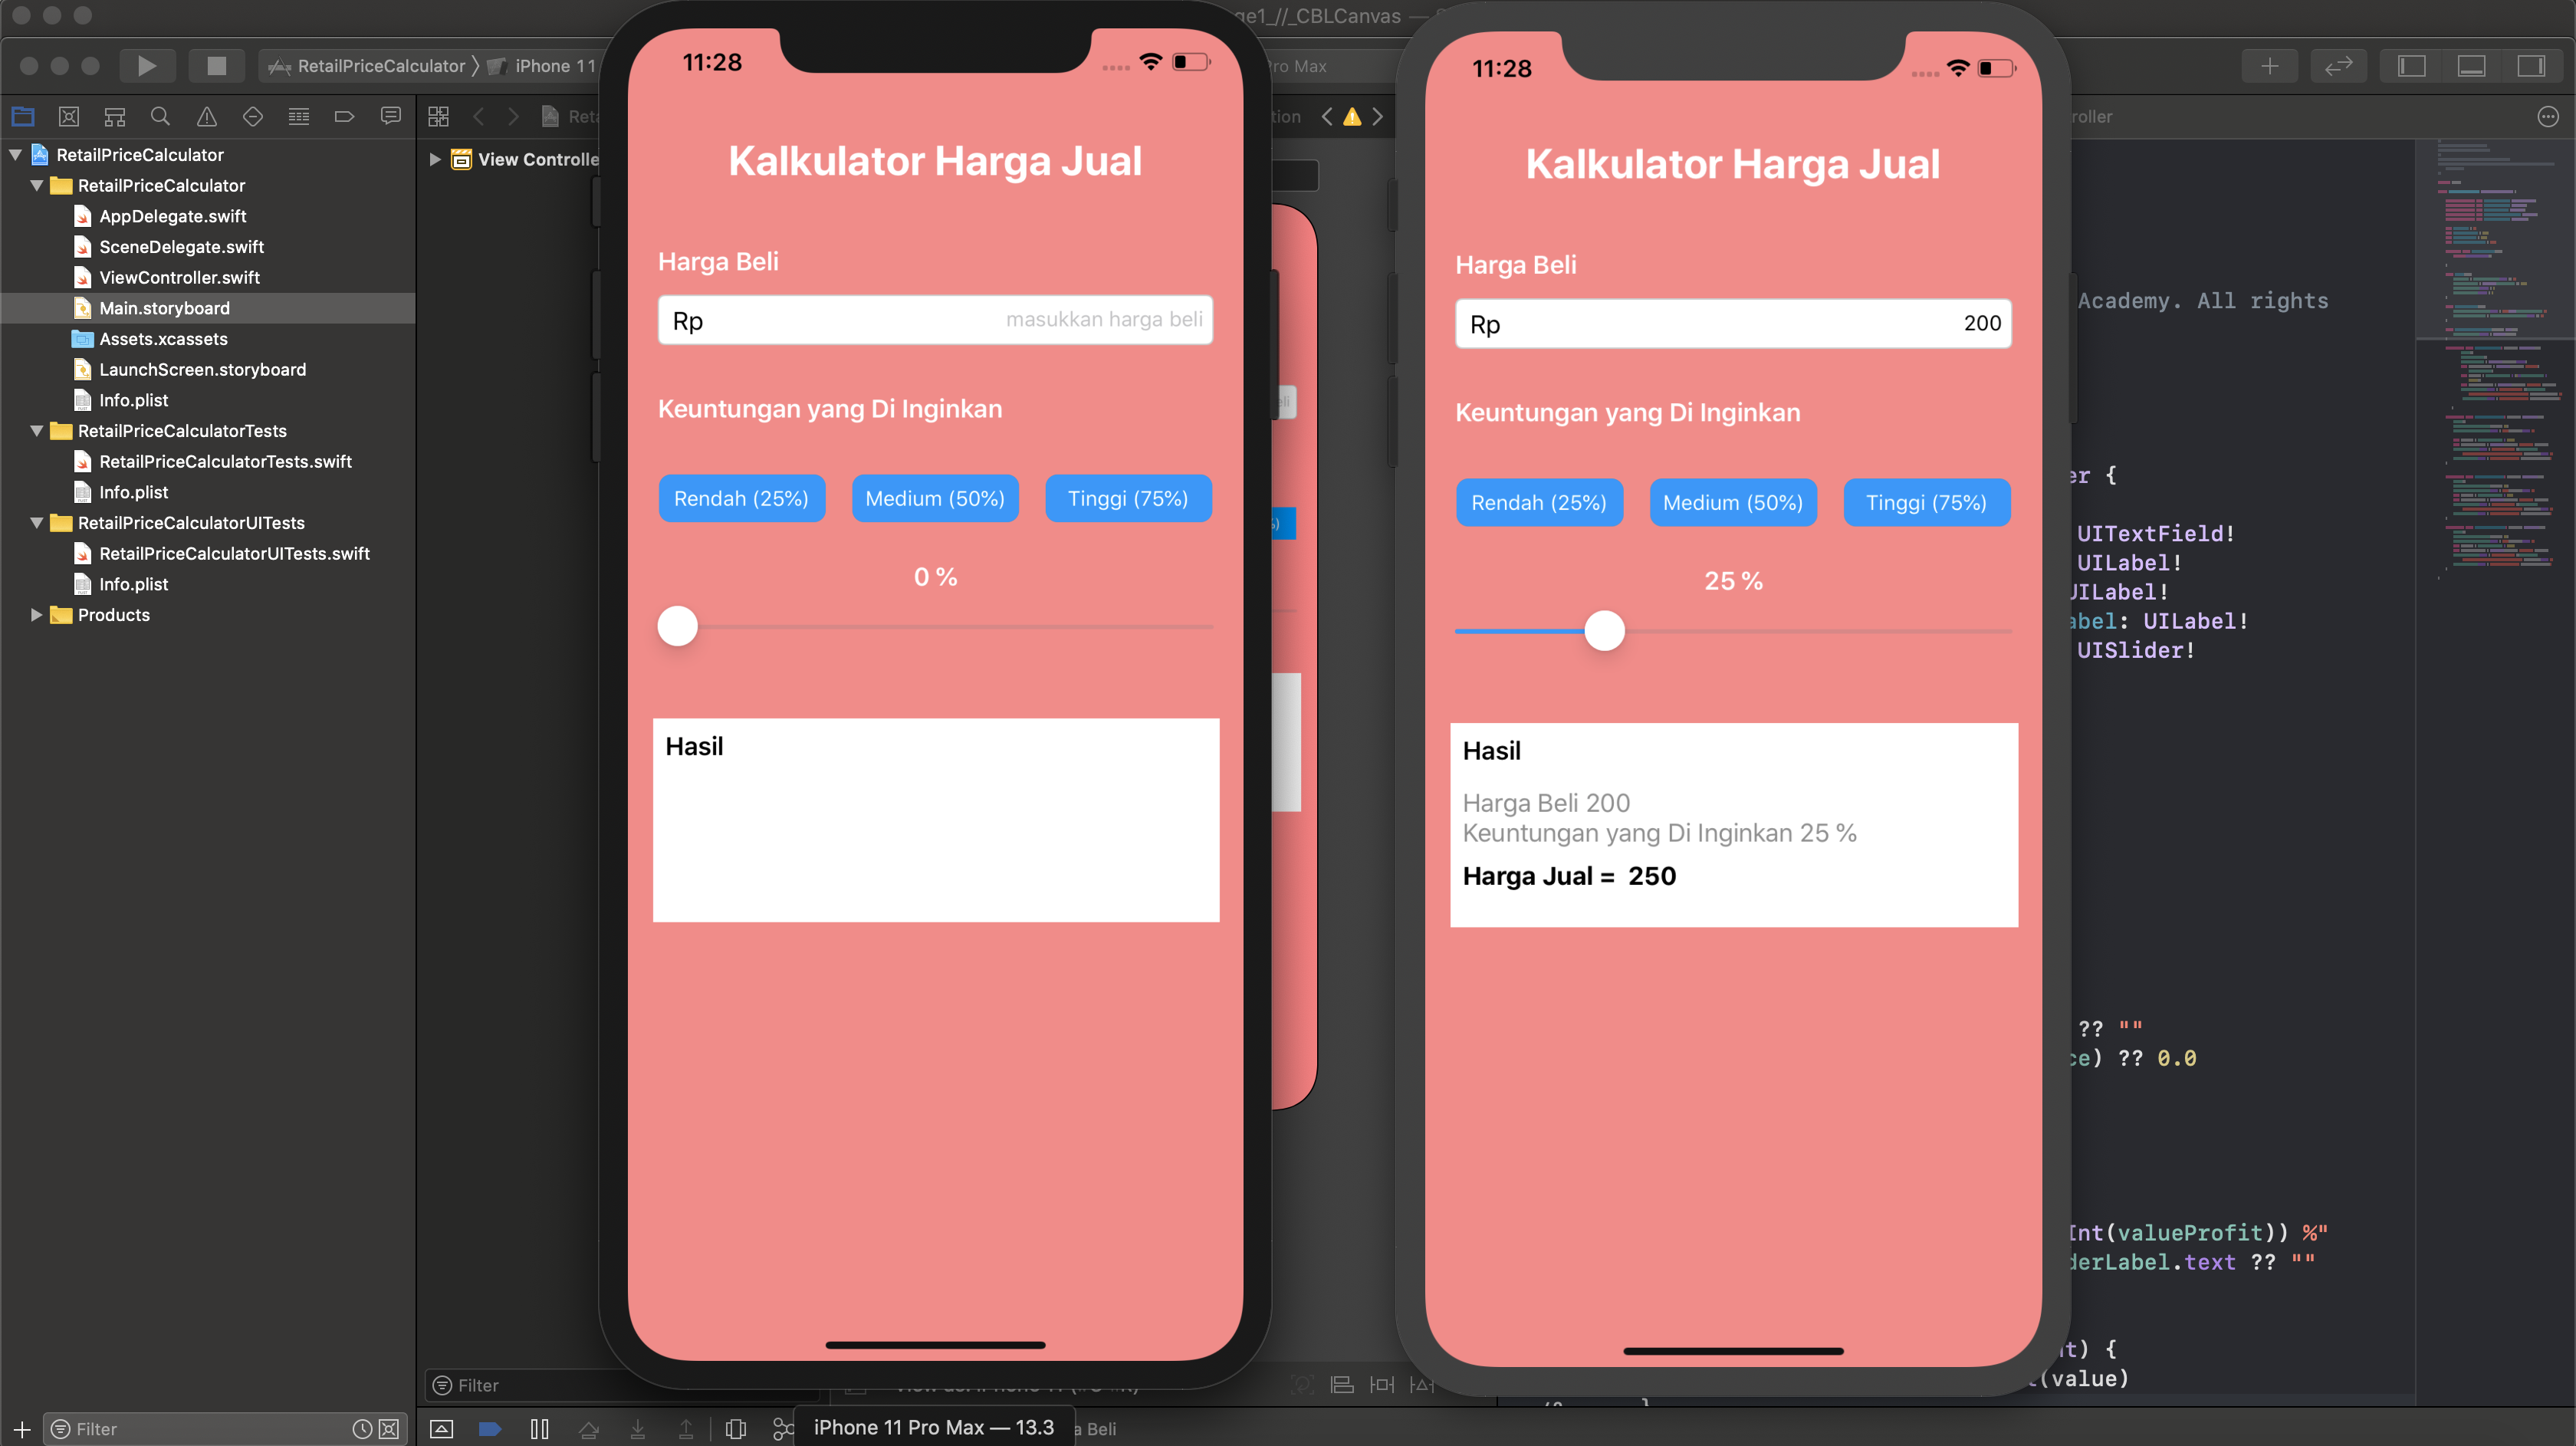 ge1_//_CBLCanvas —
RetailPriceCalculator
iPhone 11
Pro Max
tion
roller
RetailPriceCalculator
RetailPriceCalculator
AppDelegate.swift
SceneDelegate.swift
ViewController.swift
Main.storyboard
Assets.xcassets
LaunchScreen.storyboard
Info.plist
RetailPriceCalculatorTests
RetailPriceCalculatorTests.swift
Info.plist
RetailPriceCalculatorUITests
RetailPriceCalculatorUITests.swift
Info.plist
Products
Filter
Reta
View Controlle
Filter
11:28
Kalkulator Harga Jual
Harga Beli
Rp masukkan harga beli
Keuntungan yang Di Inginkan
Rendah (25%) Medium (50%) Tinggi (75%)
0 %
Hasil
iPhone 11 Pro Max — 13.3
a Beli
11:28
Kalkulator Harga Jual
Harga Beli
Rp 200
Keuntungan yang Di Inginkan
Rendah (25%) Medium (50%) Tinggi (75%)
25 %
Hasil
Harga Beli 200
Keuntungan yang Di Inginkan 25 %
Harga Jual = 250
Academy. All rights
er {
UITextField!
UILabel!
UILabel!
abel: UILabel!
UISlider!
?? ""
ce) ?? 0.0
Int(valueProfit)) %"
derLabel.text ?? ""
nt) {
t(value)